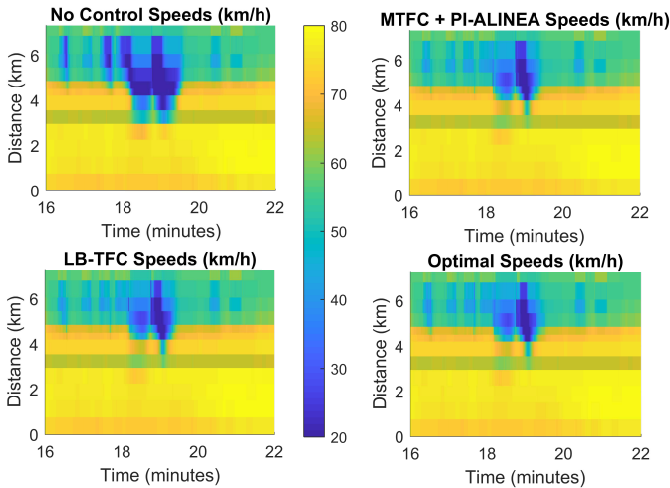 No Control Speeds (km/h)
Distance (km)
6
4
2
0
16 18 20 22
Time (minutes)
80
70
60
50
40
30
20
MTFC + PI-ALINEA Speeds (km/h)
Distance (km)
6
4
2
0
16 18 20 22
Time (minutes)
LB-TFC Speeds (km/h)
Distance (km)
6
4
2
0
16 18 20 22
Time (minutes)
Optimal Speeds (km/h)
Distance (km)
6
4
2
0
16 18 20 22
Time (minutes)